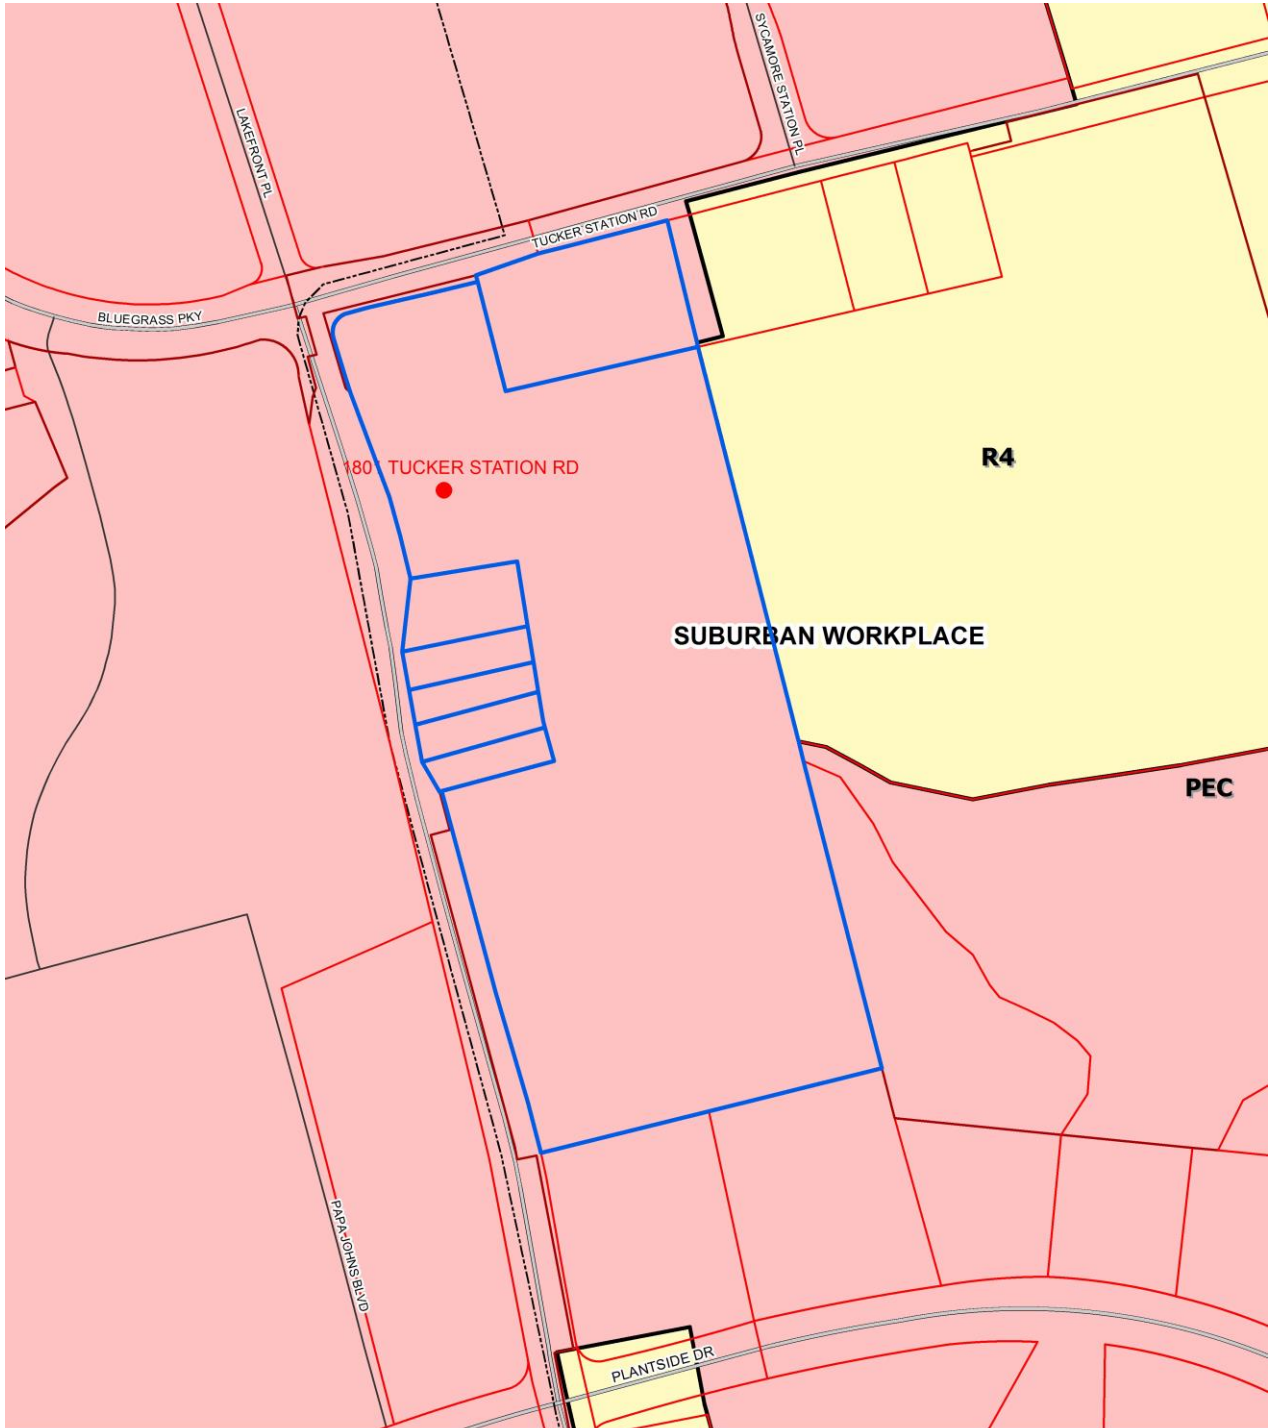 SYCAMORE STATION PL
LAKEFRONT PL
TUCKER STATION RD
BLUEGRASS PKY
R4
1801 TUCKER STATION RD
SUBURBAN WORKPLACE
PEC
PAPA JOHNS BLVD
PLANTSIDE DR